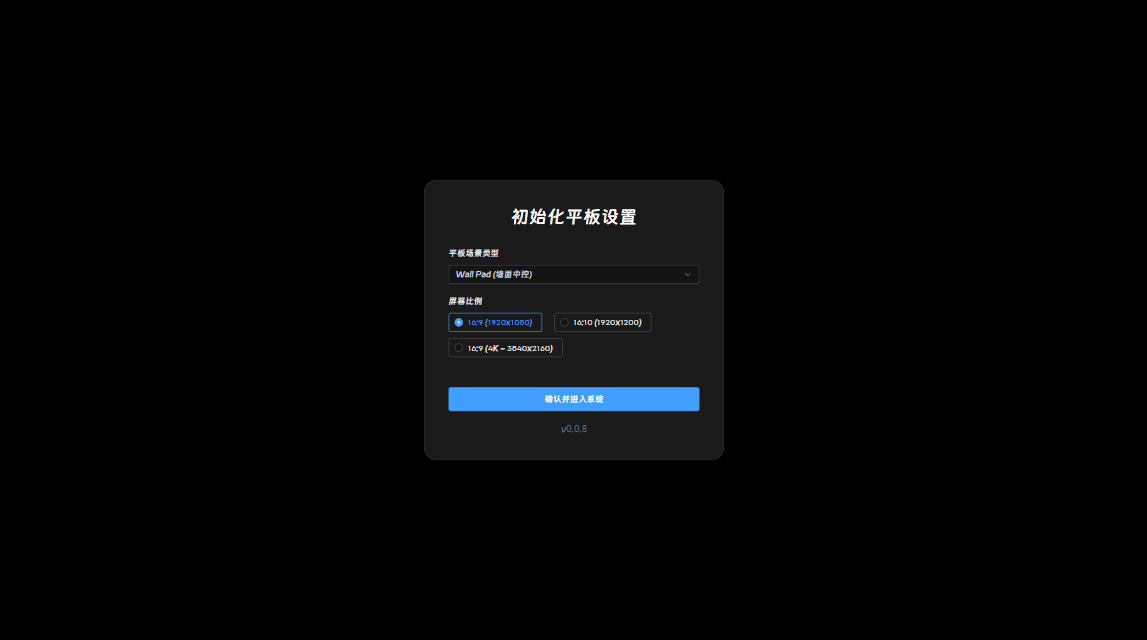 初始化平板设置
平板场景类型
Wall Pad (墙面中控)
屏幕比例
16:9 (1920x1080)
16:10 (1920x1200)
16:9 (4K - 3840x2160)
确认并进入系统
v0.0.8